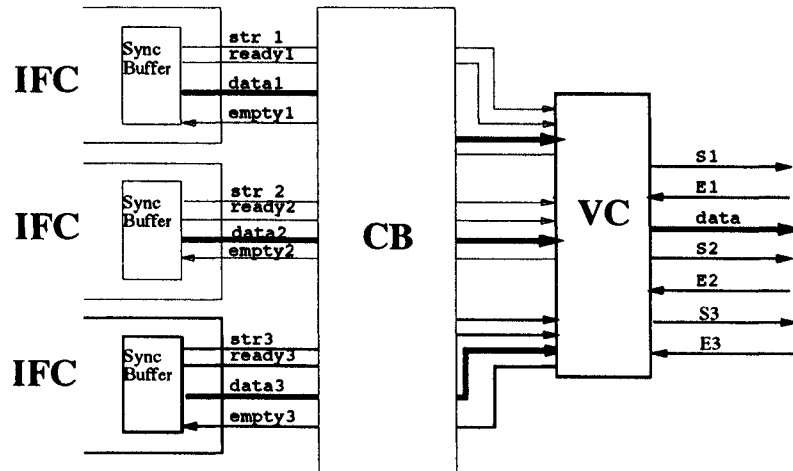 IFC
Sync
Buffer
str 1
ready1
data1
empty1
IFC
Sync
Buffer
str 2
ready2
data2
empty2
IFC
Sync
Buffer
str3
ready3
data3
empty3
CB
VC
S1
E1
data
S2
E2
S3
E3